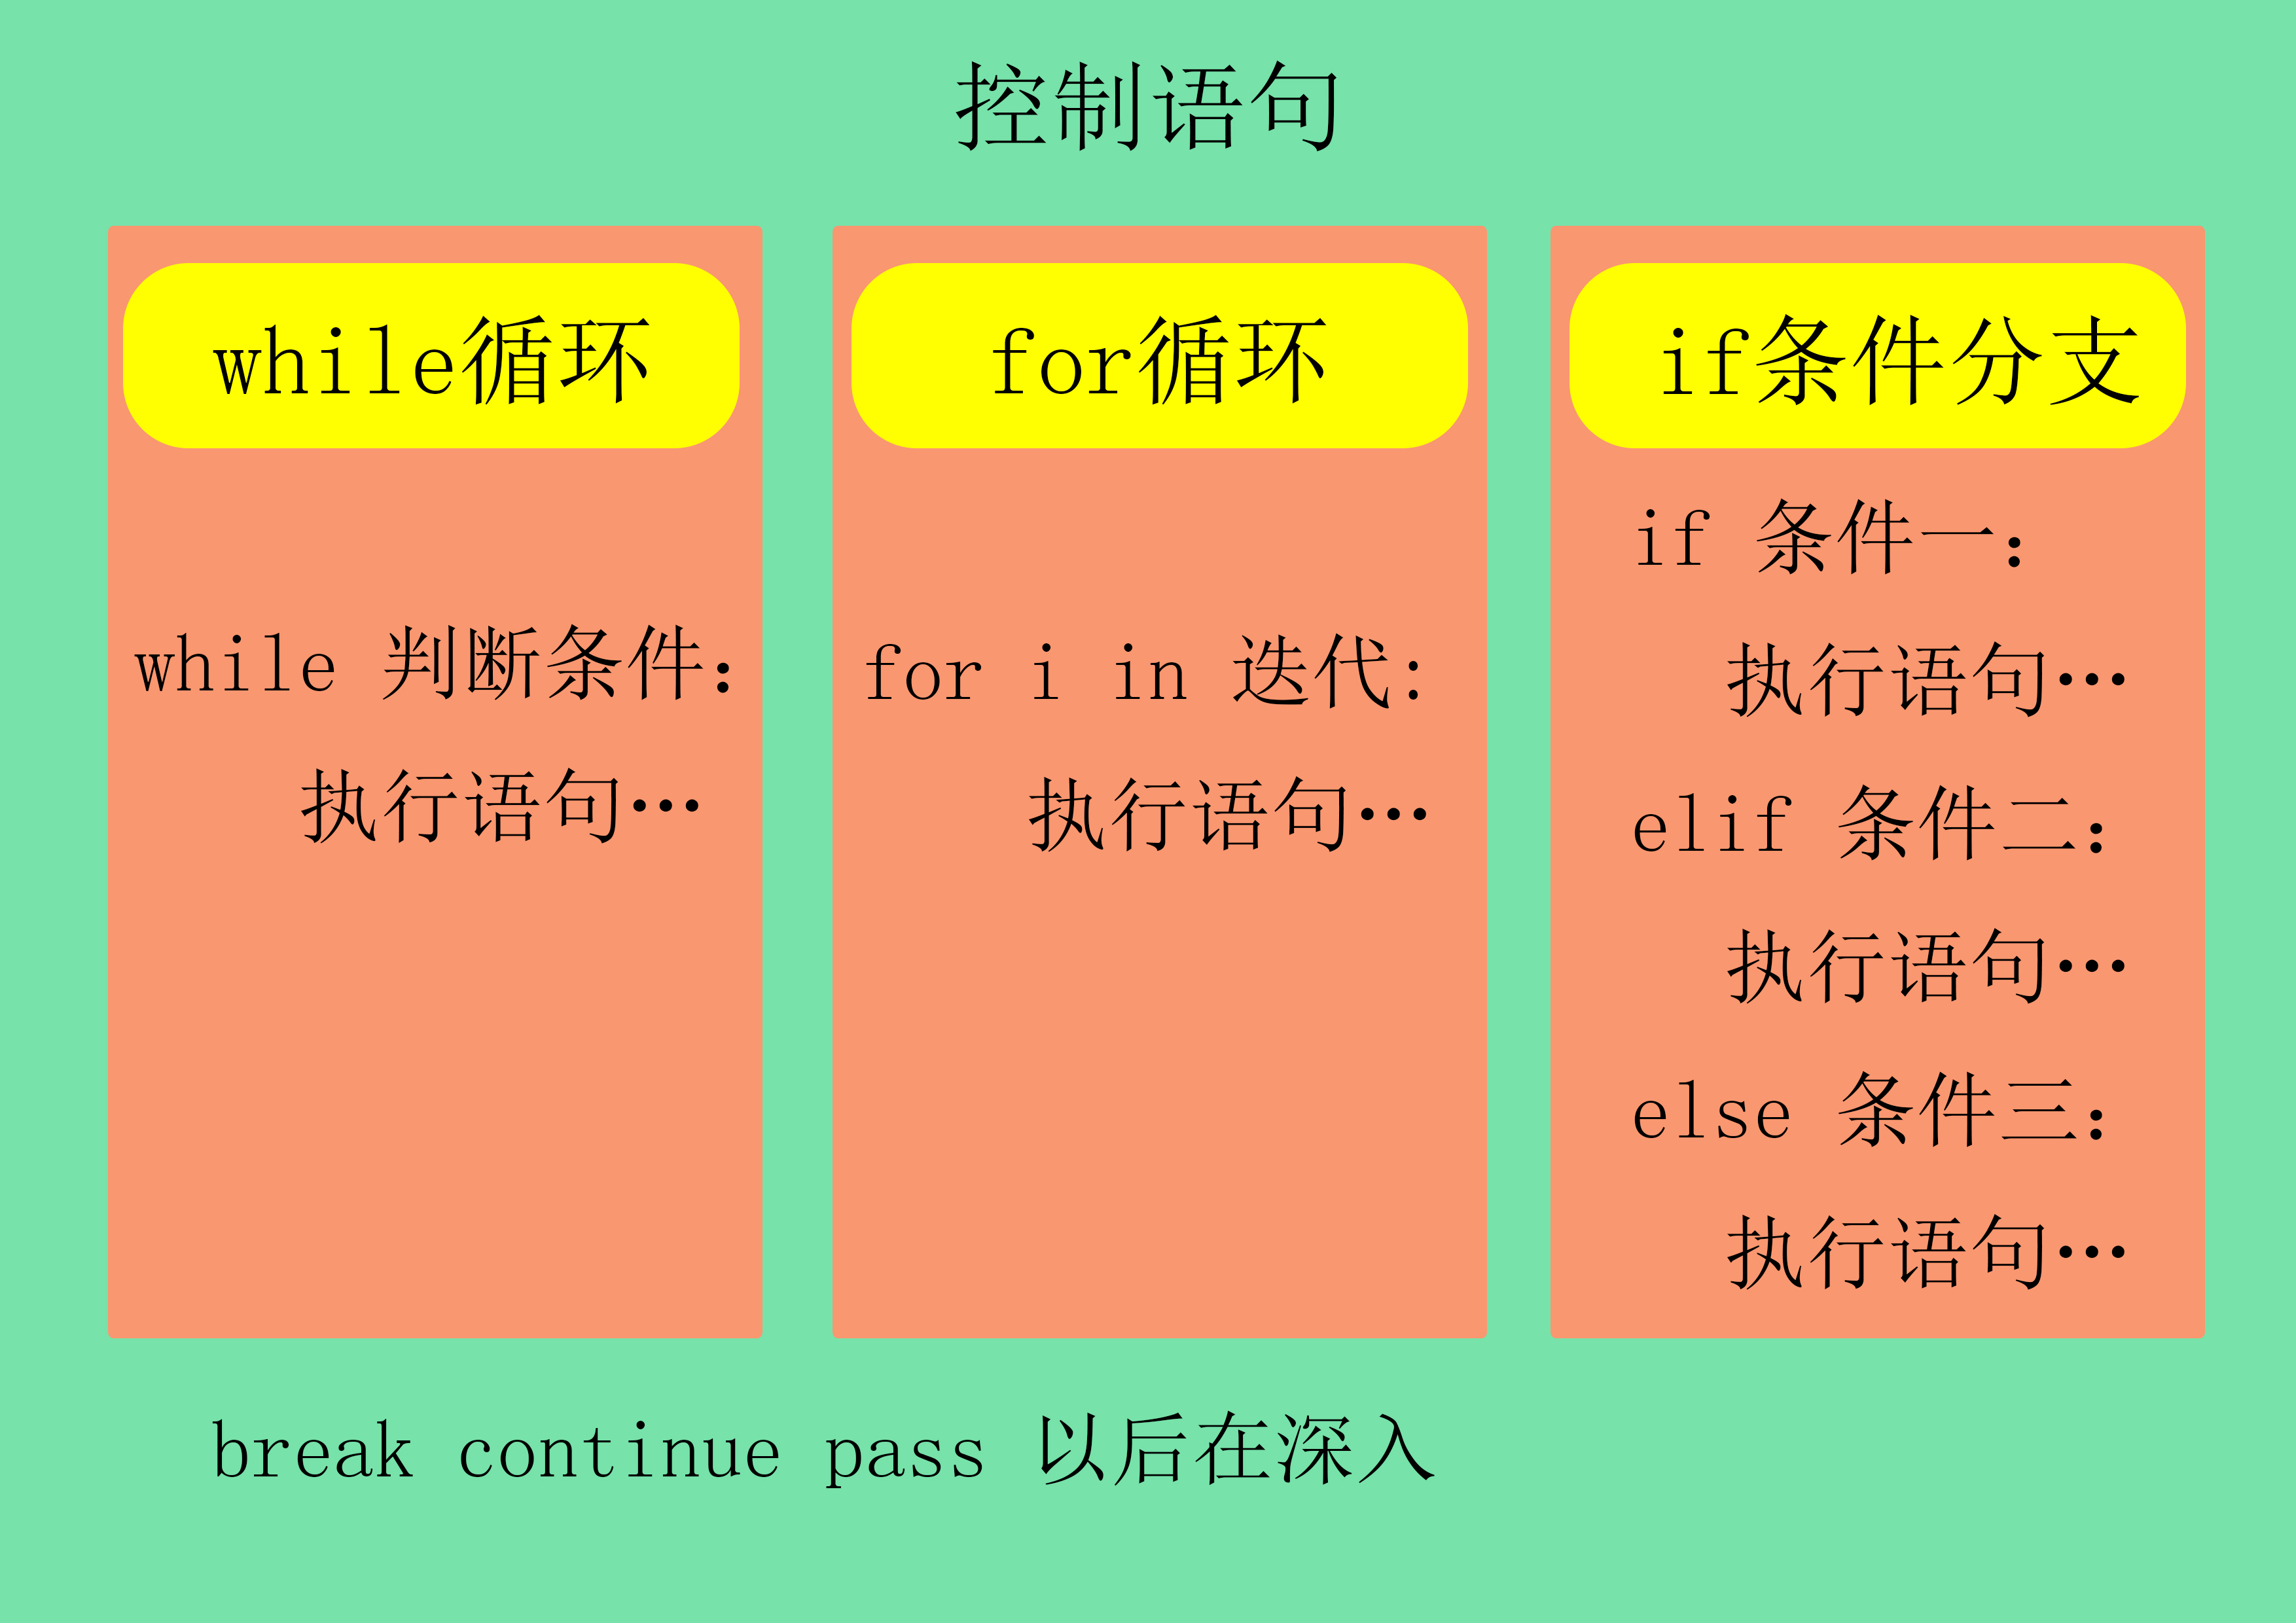 控制语句
while循环
while 判断条件：
执行语句…
for循环
for i in 迭代:
执行语句…
if条件分支
if 条件一：
执行语句…
elif 条件二：
执行语句…
else 条件三：
执行语句…
break continue pass 以后在深入